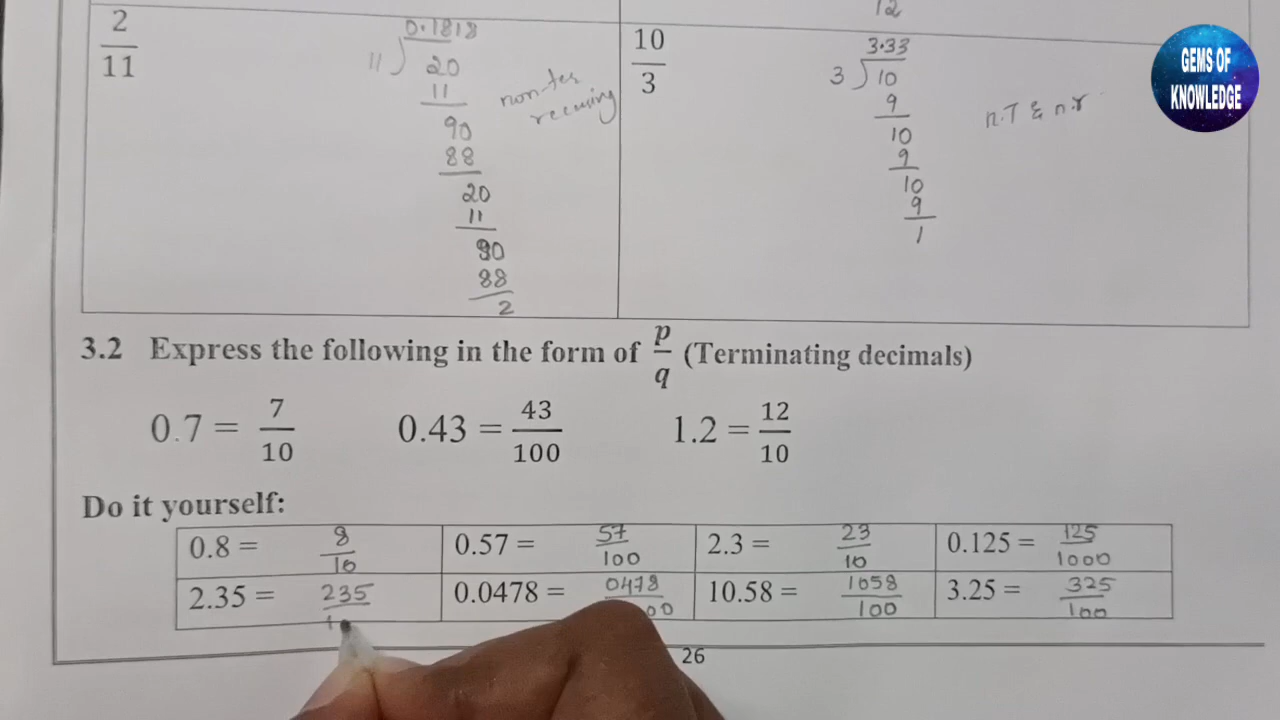 12
GEMS OF
KNOWLEDGE
2
11
0.1818
11 20
11
90
88
20
11
90
88
2
non-ter
recuring
10
3
3.33
3 10
9
10
9
10
9
1
n.T & n.r
3.2 Express the following in the form of p/q (Terminating decimals)
0.7 = 7/10 0.43 = 43/100 1.2 = 12/10
Do it yourself:
0.8 = 8/10 0.57 = 57/100 2.3 = 23/10 0.125 = 125/1000
2.35 = 235/10 0.0478 = 0478/ 00 10.58 = 1058/100 3.25 = 325/100
26